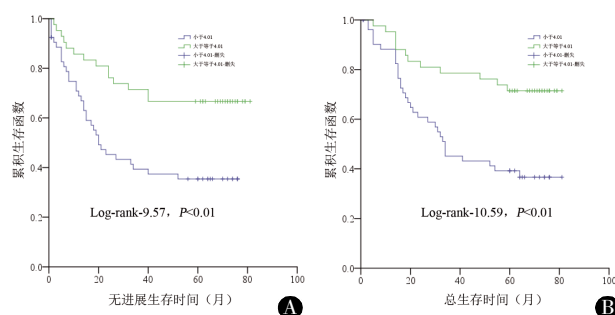 1.0
0.8
0.6
0.4
0.2
0.0
0
20
40
60
80
100
累积生存函数
小于4.01
大于等于4.01
小于4.01-删失
大于等于4.01-删失
Log-rank-9.57，P<0.01
无进展生存时间（月）
A
1.0
0.8
0.6
0.4
0.2
0.0
0
20
40
60
80
100
累积生存函数
小于4.01
大于等于4.01
小于4.01-删失
大于等于4.01-删失
Log-rank-10.59，P<0.01
总生存时间（月）
B